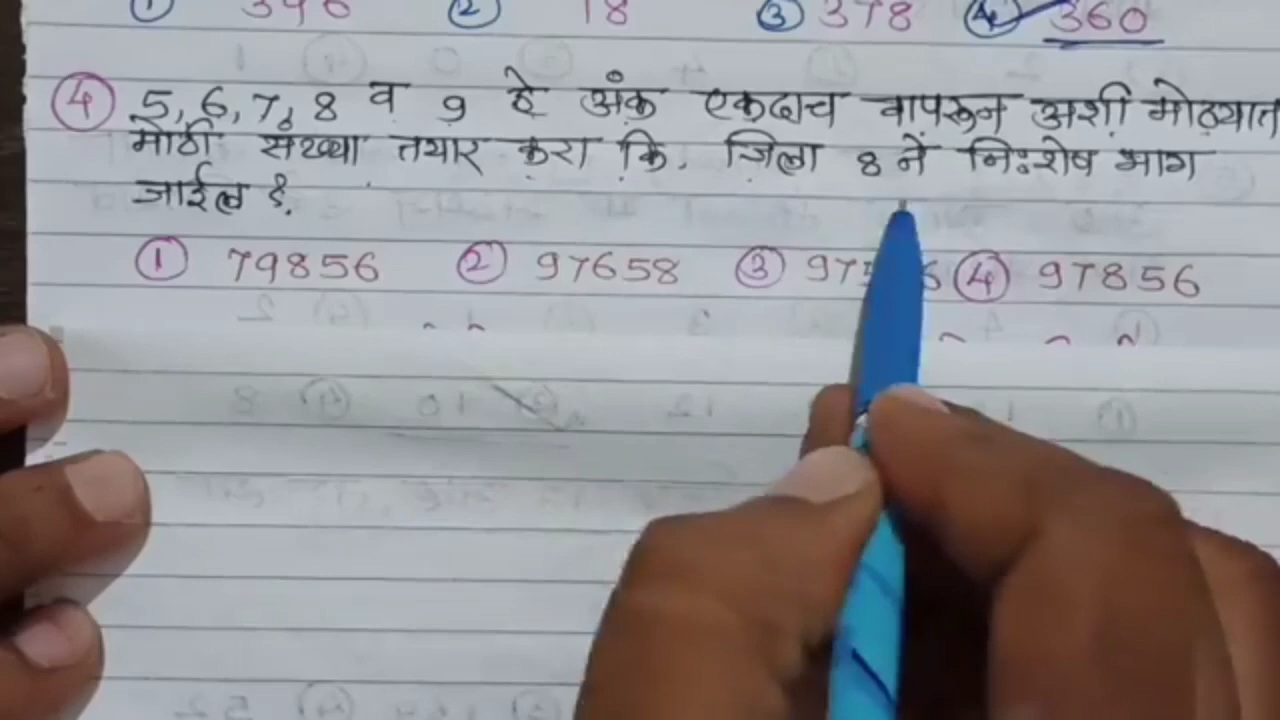 ① 396 ② 18 ③ 378 ④ 360
④ 5, 6, 7, 8 व 9 हे अंक एकदाच वापरून अशी मोठ्यात
मोठी संख्या तयार करा कि. जिला 8 ने निःशेष भाग
जाईल ?
① 79856 ② 97658 ③ ④ 97856